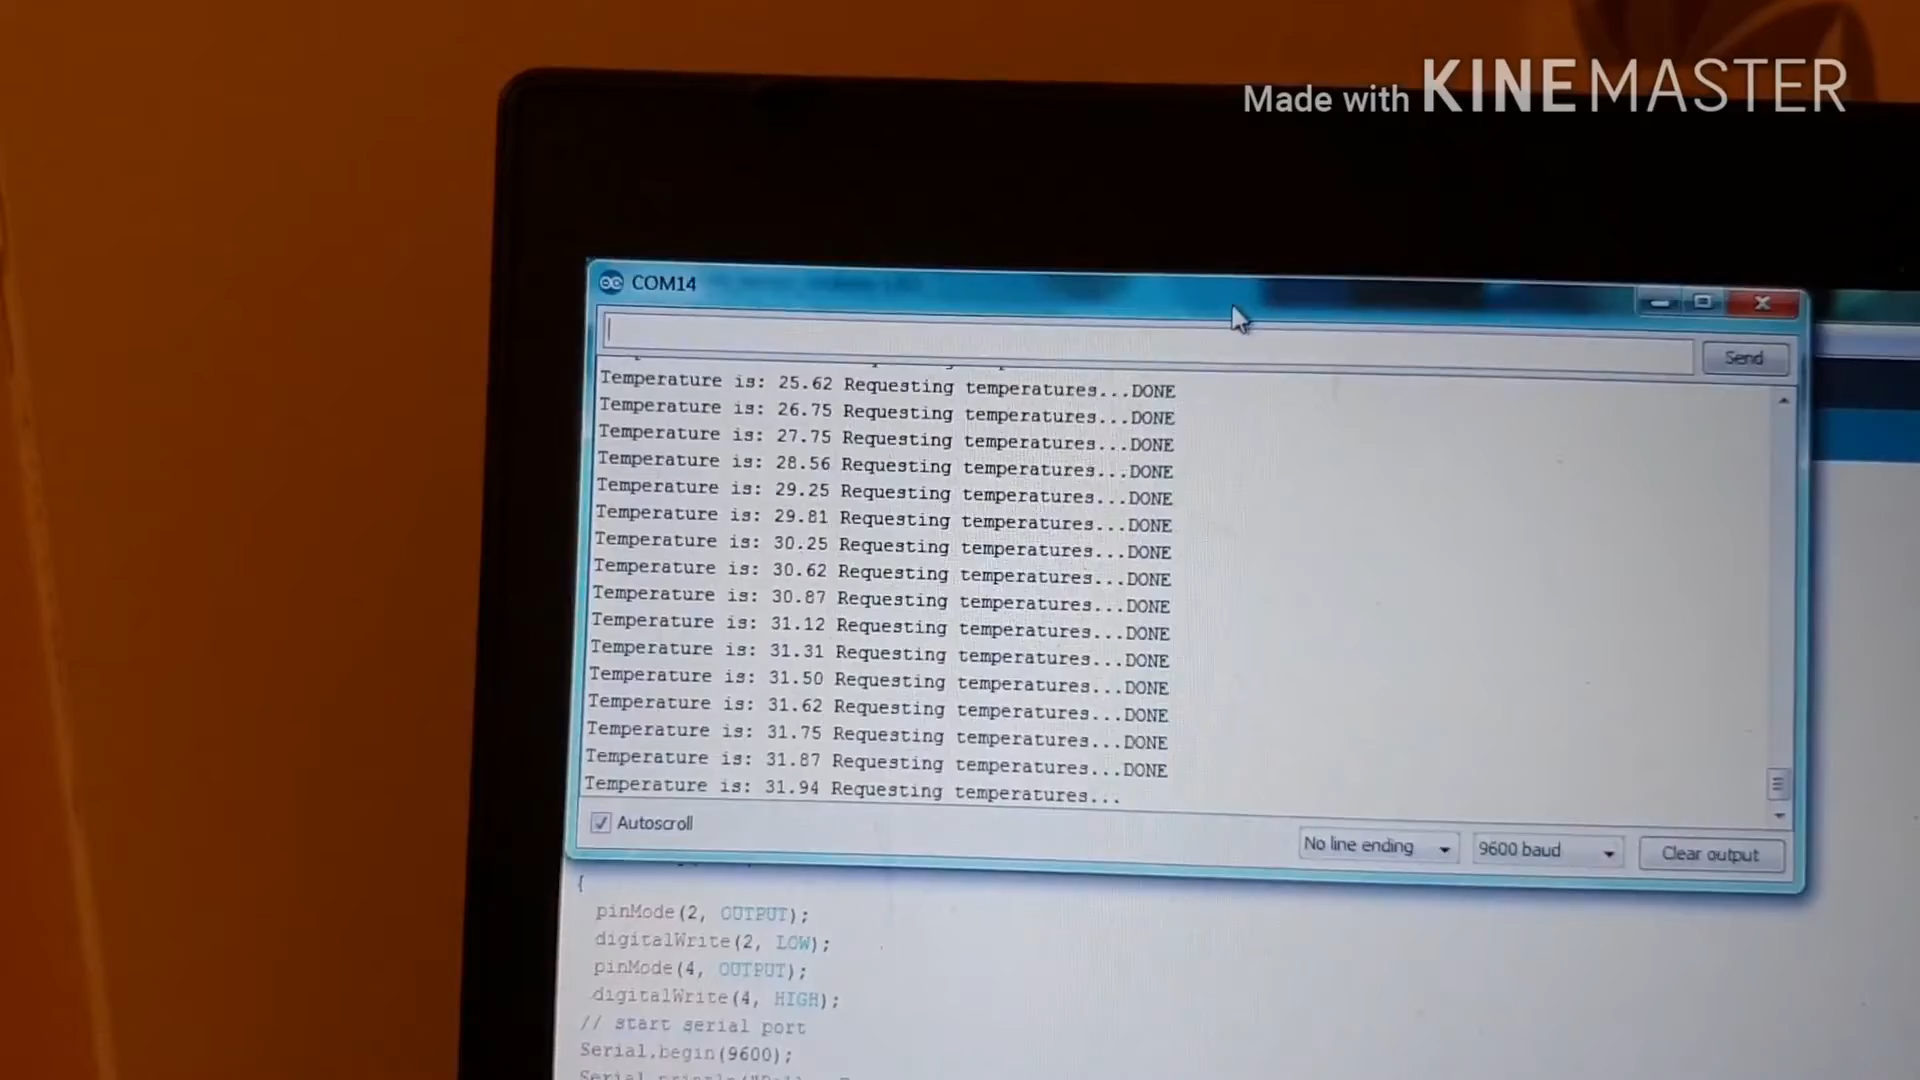 Made with KINEMASTER
COM14
Send
Temperature is: 25.62 Requesting temperatures...DONE
Temperature is: 26.75 Requesting temperatures...DONE
Temperature is: 27.75 Requesting temperatures...DONE
Temperature is: 28.56 Requesting temperatures...DONE
Temperature is: 29.25 Requesting temperatures...DONE
Temperature is: 29.81 Requesting temperatures...DONE
Temperature is: 30.25 Requesting temperatures...DONE
Temperature is: 30.62 Requesting temperatures...DONE
Temperature is: 30.87 Requesting temperatures...DONE
Temperature is: 31.12 Requesting temperatures...DONE
Temperature is: 31.31 Requesting temperatures...DONE
Temperature is: 31.50 Requesting temperatures...DONE
Temperature is: 31.62 Requesting temperatures...DONE
Temperature is: 31.75 Requesting temperatures...DONE
Temperature is: 31.87 Requesting temperatures...DONE
Temperature is: 31.94 Requesting temperatures...
Autoscroll
No line ending
9600 baud
Clear output
{
pinMode(2, OUTPUT);
digitalWrite(2, LOW);
pinMode(4, OUTPUT);
digitalWrite(4, HIGH);
// start serial port
Serial.begin(9600);